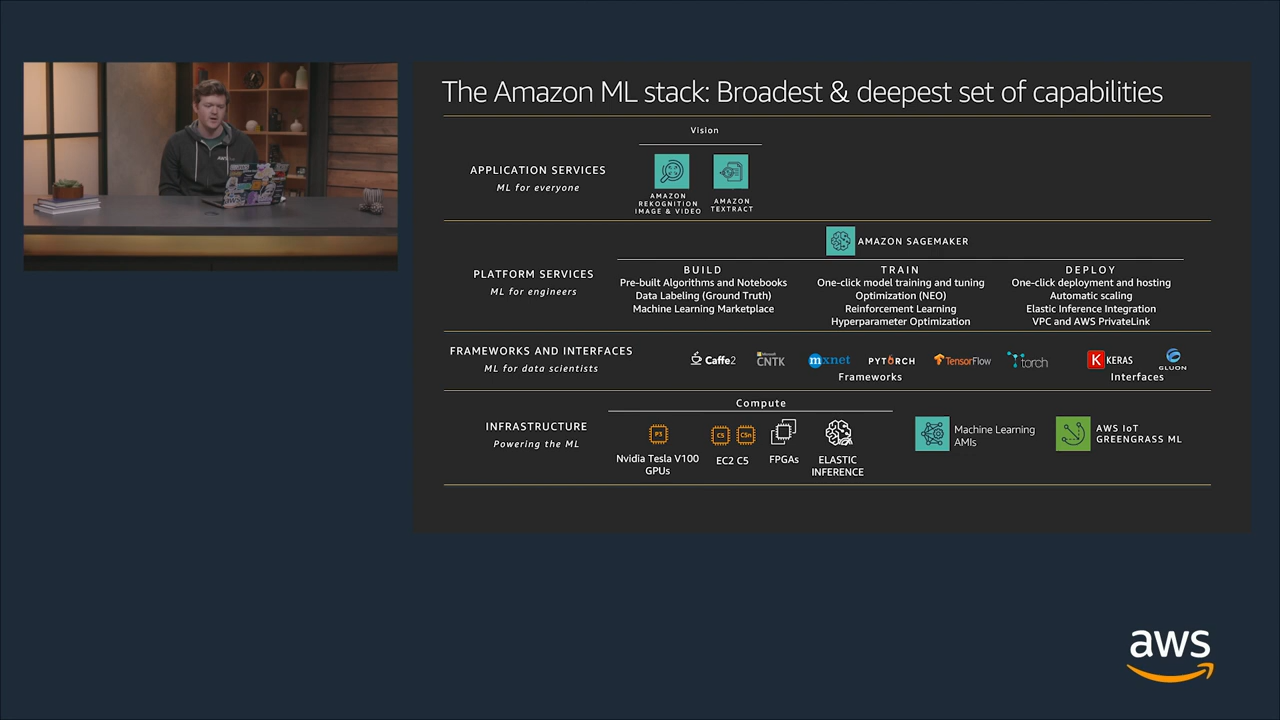 The Amazon ML stack: Broadest & deepest set of capabilities
Vision
APPLICATION SERVICES
ML for everyone
AMAZON
REKOGNITION
IMAGE & VIDEO
AMAZON
TEXTRACT
AMAZON SAGEMAKER
PLATFORM SERVICES
ML for engineers
BUILD
Pre-built Algorithms and Notebooks
Data Labeling (Ground Truth)
Machine Learning Marketplace
TRAIN
One-click model training and tuning
Optimization (NEO)
Reinforcement Learning
Hyperparameter Optimization
DEPLOY
One-click deployment and hosting
Automatic scaling
Elastic Inference Integration
VPC and AWS PrivateLink
FRAMEWORKS AND INTERFACES
ML for data scientists
Caffe2
Microsoft
CNTK
mxnet
PYTORCH
TensorFlow
torch
Frameworks
K KERAS
GLUON
Interfaces
INFRASTRUCTURE
Powering the ML
Compute
P3
Nvidia Tesla V100
GPUs
C5
C5n
EC2 C5
FPGAs
ELASTIC
INFERENCE
Machine Learning
AMIs
AWS IoT
GREENGRASS ML
AWS
aws